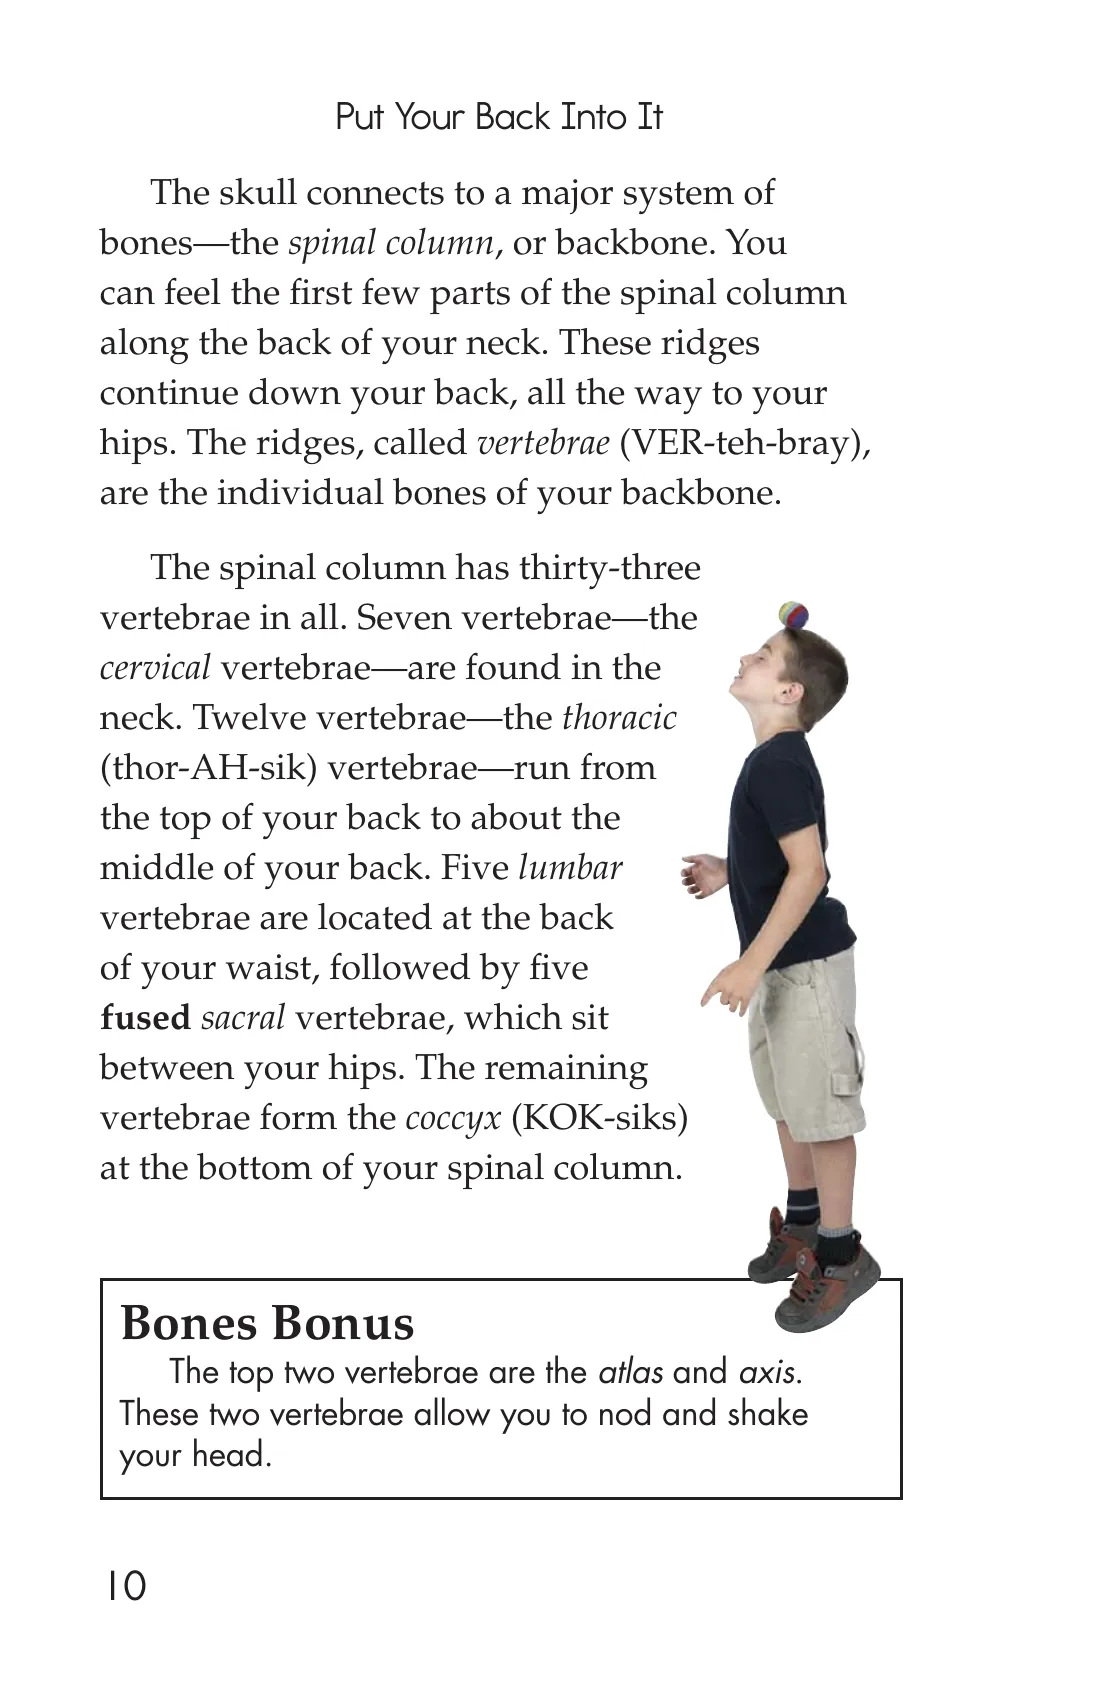 Put Your Back Into It
The skull connects to a major system of
bones—the spinal column, or backbone. You
can feel the first few parts of the spinal column
along the back of your neck. These ridges
continue down your back, all the way to your
hips. The ridges, called vertebrae (VER-teh-bray),
are the individual bones of your backbone.
The spinal column has thirty-three
vertebrae in all. Seven vertebrae—the
cervical vertebrae—are found in the
neck. Twelve vertebrae—the thoracic
(thor-AH-sik) vertebrae—run from
the top of your back to about the
middle of your back. Five lumbar
vertebrae are located at the back
of your waist, followed by five
fused sacral vertebrae, which sit
between your hips. The remaining
vertebrae form the coccyx (KOK-siks)
at the bottom of your spinal column.
Bones Bonus
The top two vertebrae are the atlas and axis.
These two vertebrae allow you to nod and shake
your head.
10